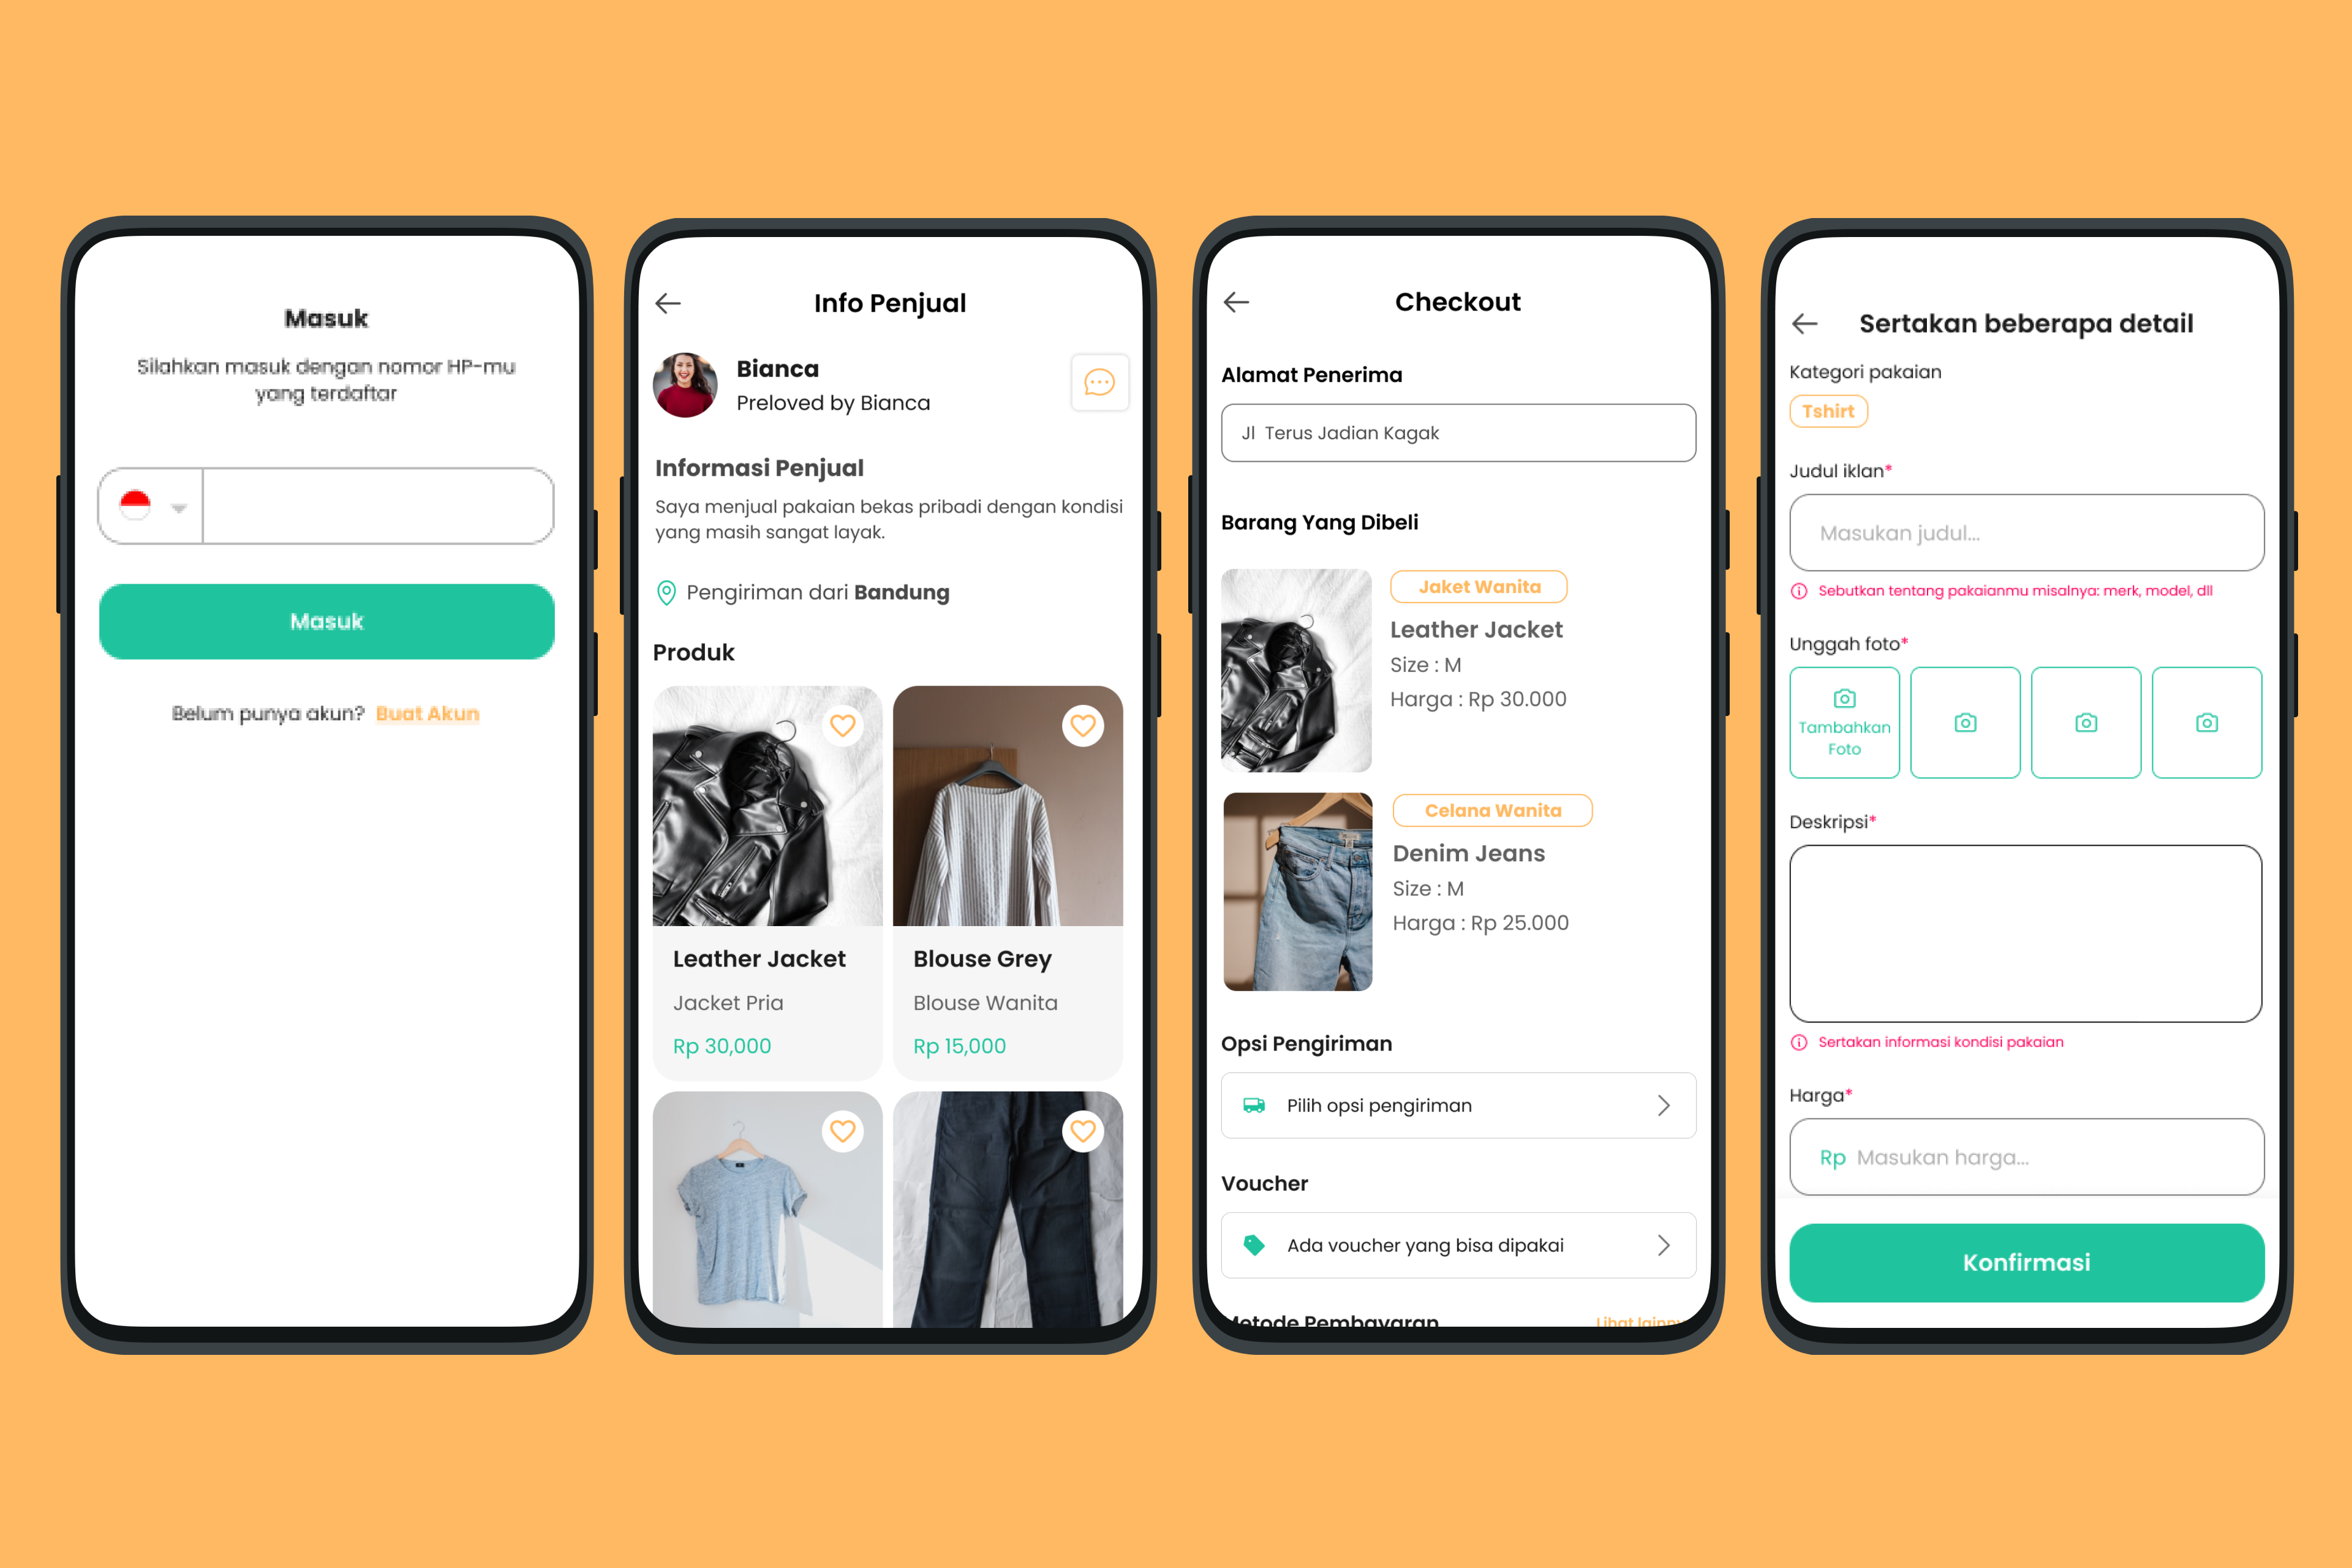 Masuk
Silahkan masuk dengan nomor HP-mu
yang terdaftar
Masuk
Belum punya akun? Buat Akun
Info Penjual
Bianca
Preloved by Bianca
Informasi Penjual
Saya menjual pakaian bekas pribadi dengan kondisi
yang masih sangat layak.
Pengiriman dari Bandung
Produk
Leather Jacket
Jacket Pria
Rp 30,000
Blouse Grey
Blouse Wanita
Rp 15,000
Checkout
Alamat Penerima
Jl Terus Jadian Kagak
Barang Yang Dibeli
Jaket Wanita
Leather Jacket
Size : M
Harga : Rp 30.000
Celana Wanita
Denim Jeans
Size : M
Harga : Rp 25.000
Opsi Pengiriman
Pilih opsi pengiriman
Voucher
Ada voucher yang bisa dipakai
Metode Pembayaran
Lihat lainny
Sertakan beberapa detail
Kategori pakaian
Tshirt
Judul iklan*
Masukan judul...
Sebutkan tentang pakaianmu misalnya: merk, model, dll
Unggah foto*
Tambahkan
Foto
Deskripsi*
Sertakan informasi kondisi pakaian
Harga*
Rp Masukan harga...
Konfirmasi